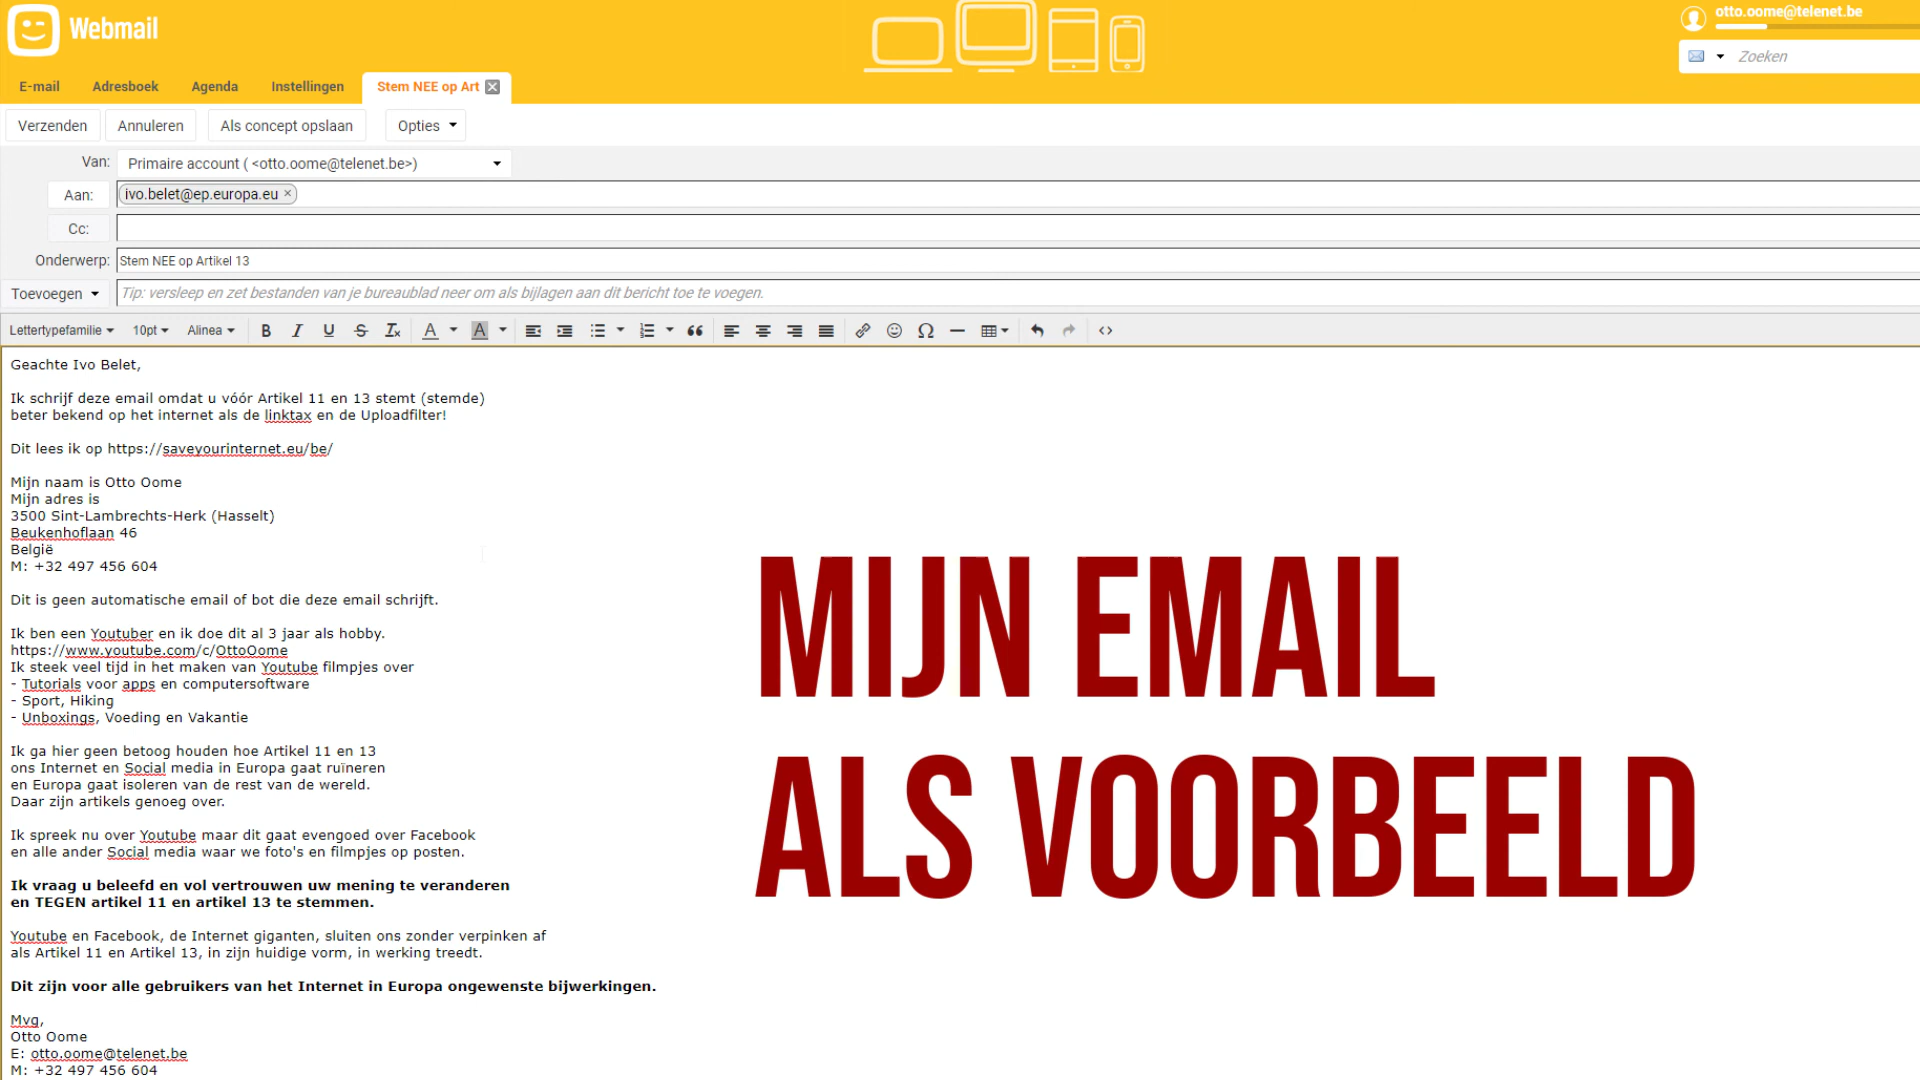 Webmail
otto.oome@telenet.be
Zoeken
E-mail Adresboek Agenda Instellingen Stem NEE op Art
Verzenden Annuleren Als concept opslaan Opties
Van: Primaire account ( <otto.oome@telenet.be>)
Aan: ivo.belet@ep.europa.eu ×
Cc:
Onderwerp: Stem NEE op Artikel 13
Toevoegen Tip: versleep en zet bestanden van je bureaublad neer om als bijlagen aan dit bericht toe te voegen.
Lettertypefamilie 10pt Alinea
Geachte Ivo Belet,
Ik schrijf deze email omdat u vóór Artikel 11 en 13 stemt (stemde)
beter bekend op het internet als de linktax en de Uploadfilter!
Dit lees ik op https://saveyourinternet.eu/be/
Mijn naam is Otto Oome
Mijn adres is
3500 Sint-Lambrechts-Herk (Hasselt)
Beukenhoflaan 46
België
M: +32 497 456 604
Dit is geen automatische email of bot die deze email schrijft.
Ik ben een Youtuber en ik doe dit al 3 jaar als hobby.
https://www.youtube.com/c/OttoOome
Ik steek veel tijd in het maken van Youtube filmpjes over
- Tutorials voor apps en computersoftware
- Sport, Hiking
- Unboxings, Voeding en Vakantie
Ik ga hier geen betoog houden hoe Artikel 11 en 13
ons Internet en Social media in Europa gaat ruïneren
en Europa gaat isoleren van de rest van de wereld.
Daar zijn artikels genoeg over.
Ik spreek nu over Youtube maar dit gaat evengoed over Facebook
en alle ander Social media waar we foto's en filmpjes op posten.
Ik vraag u beleefd en vol vertrouwen uw mening te veranderen
en TEGEN artikel 11 en artikel 13 te stemmen.
Youtube en Facebook, de Internet giganten, sluiten ons zonder verpinken af
als Artikel 11 en Artikel 13, in zijn huidige vorm, in werking treedt.
Dit zijn voor alle gebruikers van het Internet in Europa ongewenste bijwerkingen.
Mvg,
Otto Oome
E: otto.oome@telenet.be
M: +32 497 456 604
MIJN EMAIL
ALS VOORBEELD